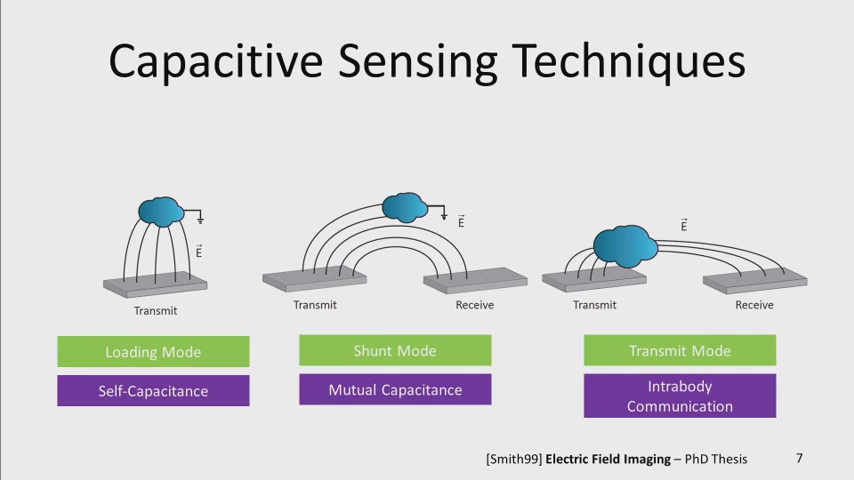 Capacitive Sensing Techniques
E
Transmit
E
Transmit
Receive
E
Transmit
Receive
Loading Mode
Self-Capacitance
Shunt Mode
Mutual Capacitance
Transmit Mode
Intrabody
Communication
[Smith99] Electric Field Imaging – PhD Thesis
7